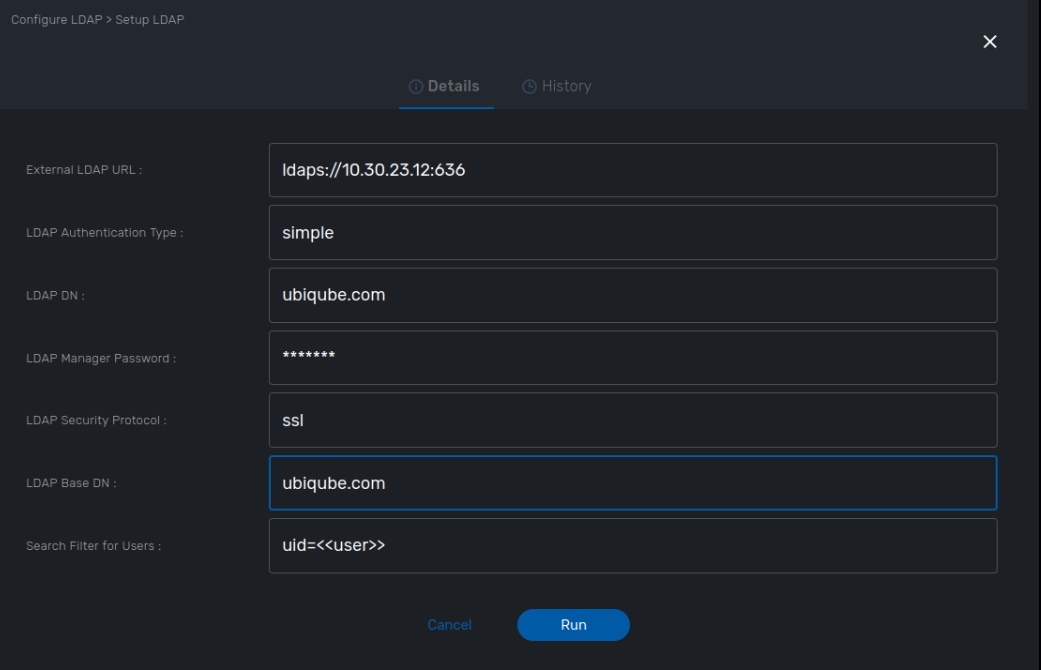 Configure LDAP > Setup LDAP
Details History
External LDAP URL : ldaps://10.30.23.12:636
LDAP Authentication Type : simple
LDAP DN : ubiqube.com
LDAP Manager Password : *******
LDAP Security Protocol : ssl
LDAP Base DN : ubiqube.com
Search Filter for Users : uid=<<user>>
Cancel Run